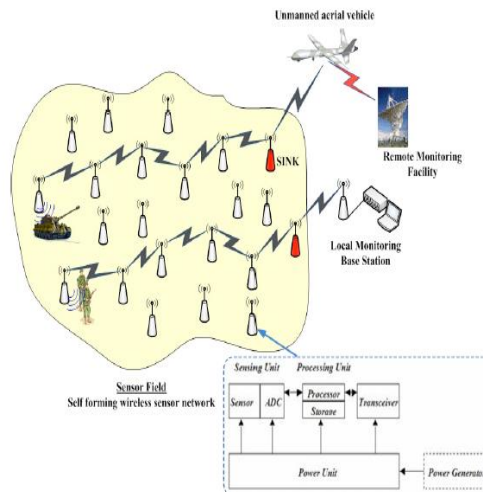 Unmanned aerial vehicle
SINK
Remote Monitoring
Facility
Local Monitoring
Base Station
Sensor Field
Self forming wireless sensor network
Sensing Unit Processing Unit
Sensor ADC Processor Transceiver
Storage
Power Unit Power Generator